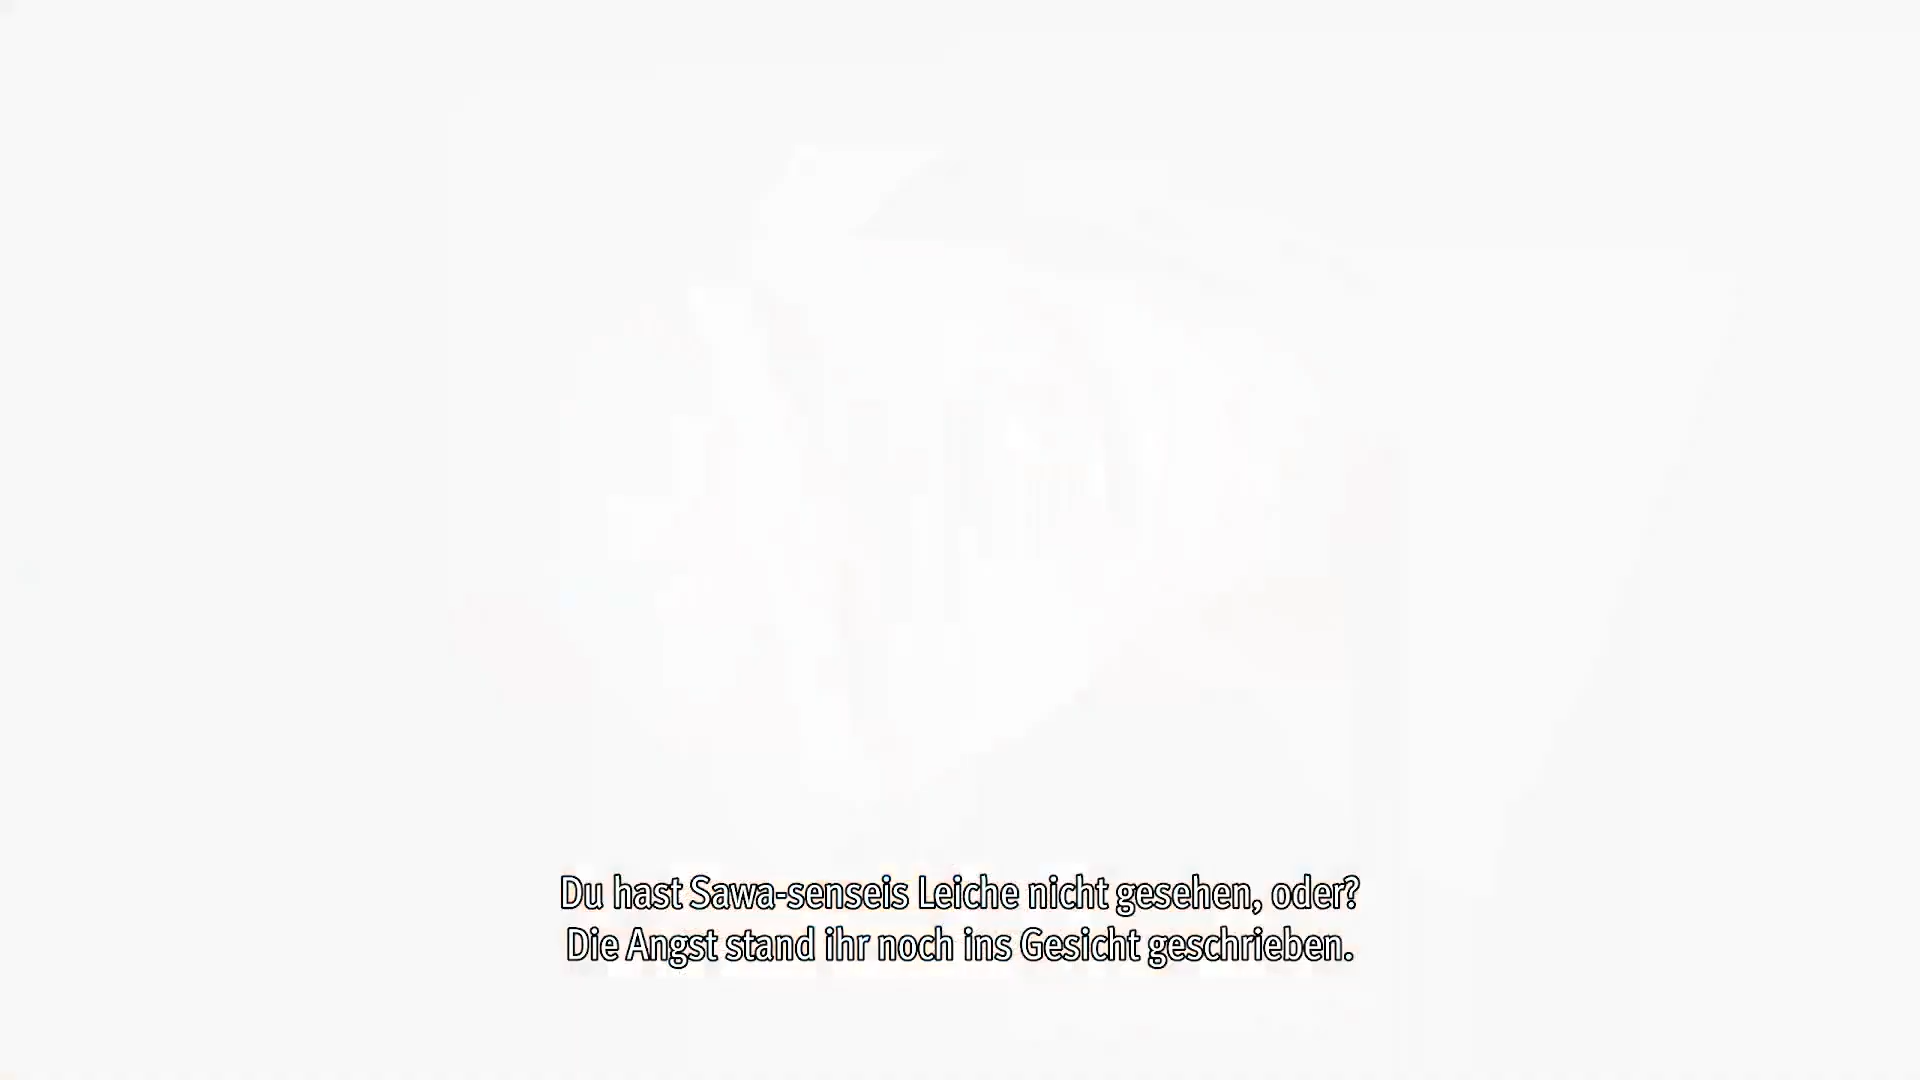 Du hast Sawa-senseis Leiche nicht gesehen, oder?
Die Angst stand ihr noch ins Gesicht geschrieben.